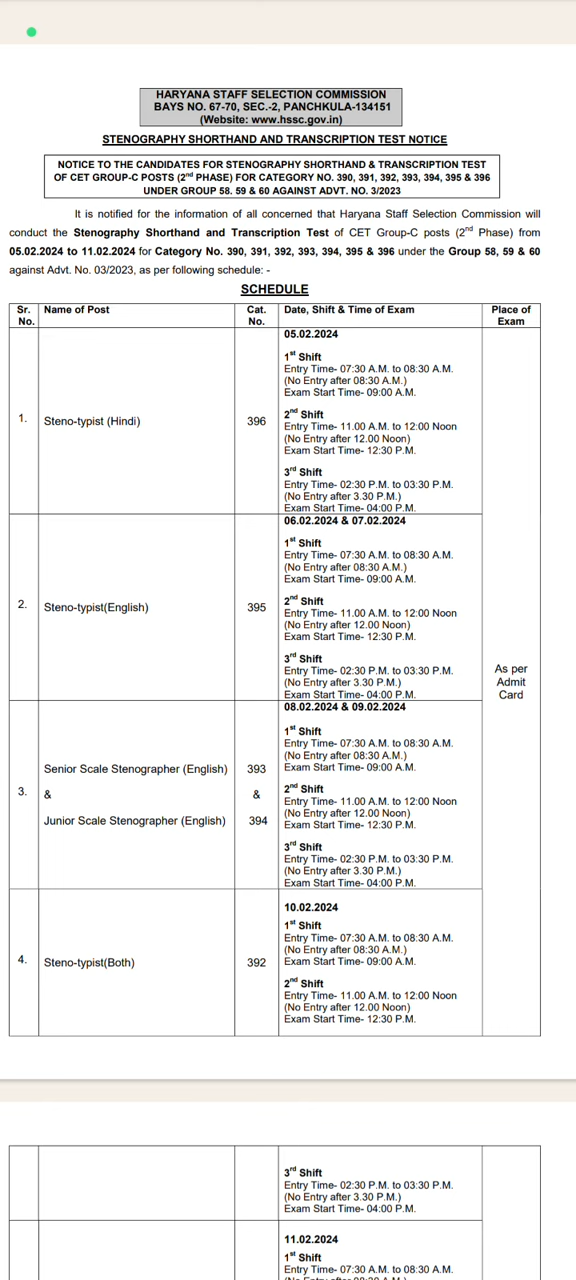 HARYANA STAFF SELECTION COMMISSION
BAYS NO. 67-70, SEC.-2, PANCHKULA-134151
(Website: www.hssc.gov.in)
STENOGRAPHY SHORTHAND AND TRANSCRIPTION TEST NOTICE
NOTICE TO THE CANDIDATES FOR STENOGRAPHY SHORTHAND & TRANSCRIPTION TEST
OF CET GROUP-C POSTS (2nd PHASE) FOR CATEGORY NO. 390, 391, 392, 393, 394, 395 & 396
UNDER GROUP 58. 59 & 60 AGAINST ADVT. NO. 3/2023
It is notified for the information of all concerned that Haryana Staff Selection Commission will
conduct the Stenography Shorthand and Transcription Test of CET Group-C posts (2nd Phase) from
05.02.2024 to 11.02.2024 for Category No. 390, 391, 392, 393, 394, 395 & 396 under the Group 58, 59 & 60
against Advt. No. 03/2023, as per following schedule: -
SCHEDULE
Sr. No. Name of Post Cat. No. Date, Shift & Time of Exam Place of Exam
05.02.2024
1st Shift
Entry Time- 07:30 A.M. to 08:30 A.M.
(No Entry after 08:30 A.M.)
Exam Start Time- 09:00 A.M.
1. Steno-typist (Hindi) 396
2nd Shift
Entry Time- 11.00 A.M. to 12:00 Noon
(No Entry after 12.00 Noon)
Exam Start Time- 12:30 P.M.
3rd Shift
Entry Time- 02:30 P.M. to 03:30 P.M.
(No Entry after 3.30 P.M.)
Exam Start Time- 04:00 P.M.
06.02.2024 & 07.02.2024
1st Shift
Entry Time- 07:30 A.M. to 08:30 A.M.
(No Entry after 08:30 A.M.)
Exam Start Time- 09:00 A.M.
2. Steno-typist(English) 395
2nd Shift
Entry Time- 11.00 A.M. to 12:00 Noon
(No Entry after 12.00 Noon)
Exam Start Time- 12:30 P.M.
3rd Shift
Entry Time- 02:30 P.M. to 03:30 P.M.
(No Entry after 3.30 P.M.)
Exam Start Time- 04:00 P.M.
As per
Admit
Card
08.02.2024 & 09.02.2024
1st Shift
Entry Time- 07:30 A.M. to 08:30 A.M.
(No Entry after 08:30 A.M.)
Exam Start Time- 09:00 A.M.
Senior Scale Stenographer (English) 393
3. & &
Junior Scale Stenographer (English) 394
2nd Shift
Entry Time- 11.00 A.M. to 12:00 Noon
(No Entry after 12.00 Noon)
Exam Start Time- 12:30 P.M.
3rd Shift
Entry Time- 02:30 P.M. to 03:30 P.M.
(No Entry after 3.30 P.M.)
Exam Start Time- 04:00 P.M.
10.02.2024
1st Shift
Entry Time- 07:30 A.M. to 08:30 A.M.
(No Entry after 08:30 A.M.)
Exam Start Time- 09:00 A.M.
4. Steno-typist(Both) 392
2nd Shift
Entry Time- 11.00 A.M. to 12:00 Noon
(No Entry after 12.00 Noon)
Exam Start Time- 12:30 P.M.
3rd Shift
Entry Time- 02:30 P.M. to 03:30 P.M.
(No Entry after 3.30 P.M.)
Exam Start Time- 04:00 P.M.
11.02.2024
1st Shift
Entry Time- 07:30 A.M. to 08:30 A.M.